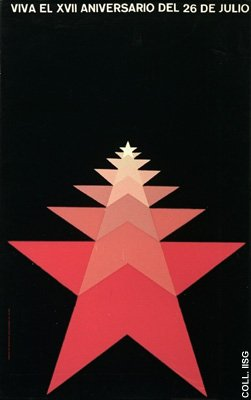 VIVA EL XVII ANIVERSARIO DEL 26 DE JULIO
COLL. IISG